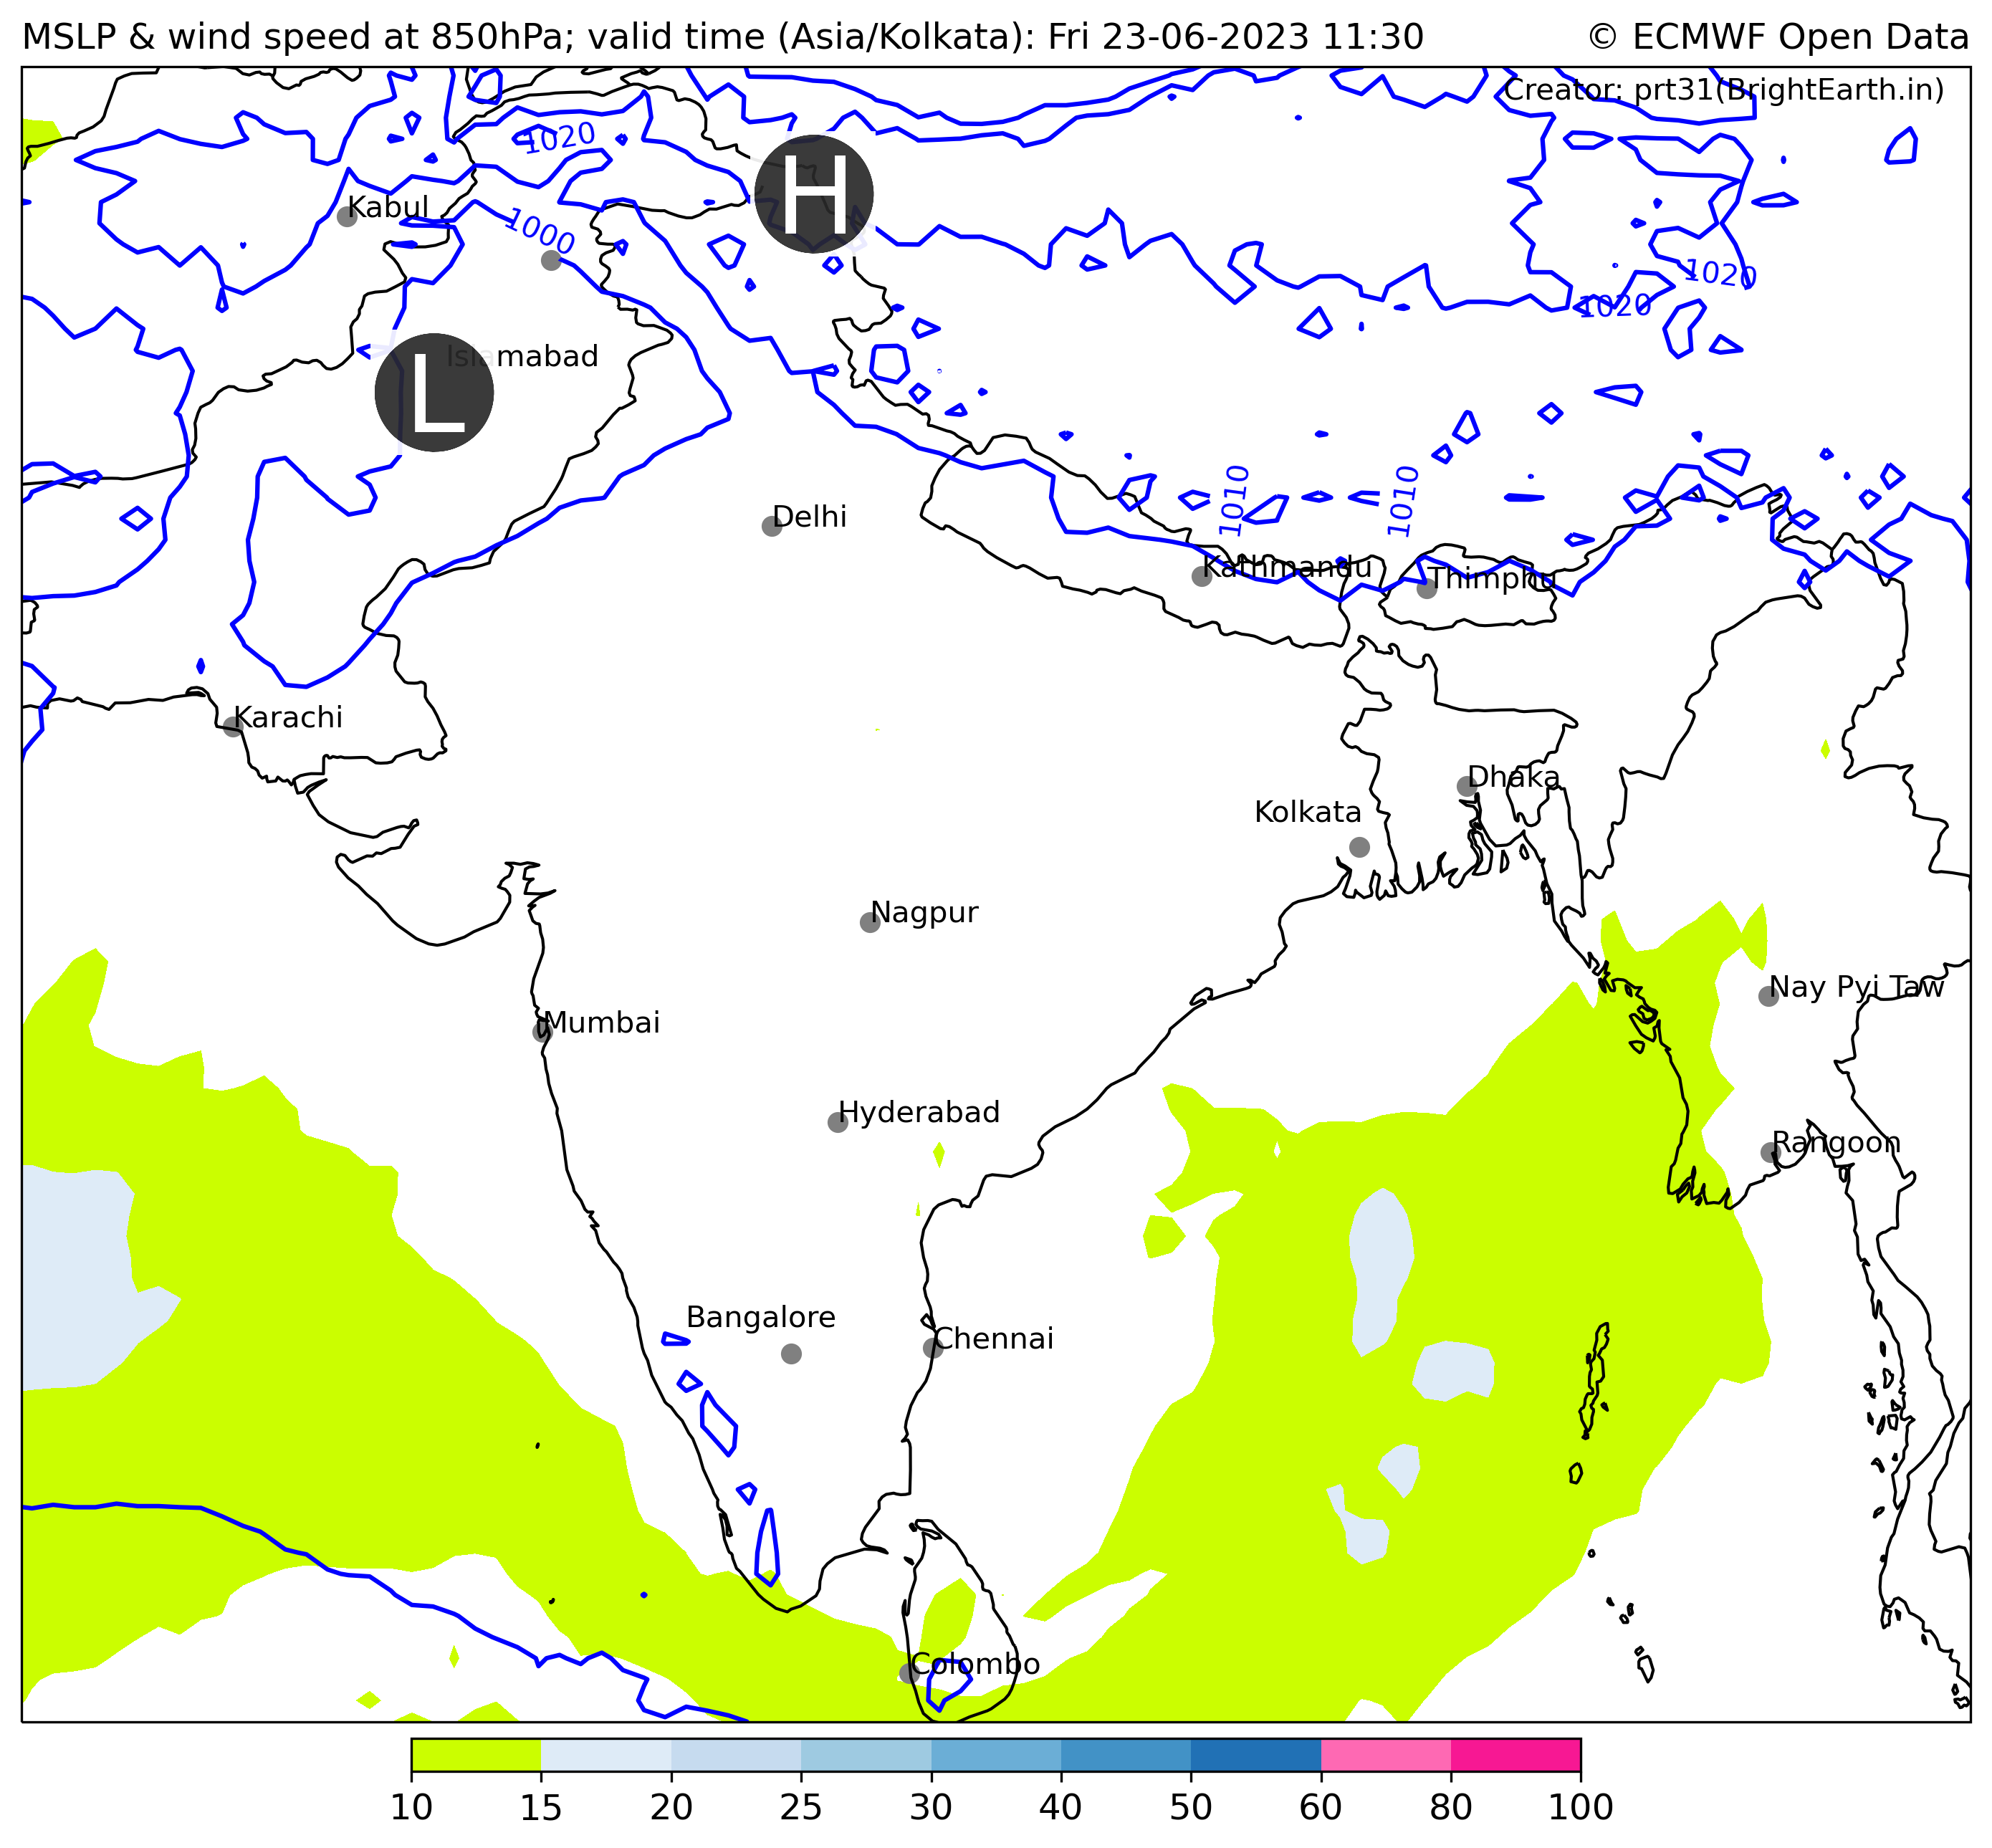 MSLP & wind speed at 850hPa; valid time (Asia/Kolkata): Fri 23-06-2023 11:30
© ECMWF Open Data
Creator: prt31(BrightEarth.in)
1020
H
Kabul
1000
1020
1020
Islamabad
L
1010
1010
Delhi
Kathmandu
Thimphu
Karachi
Dhaka
Kolkata
Nagpur
Nay Pyi Taw
Mumbai
Hyderabad
Rangoon
Bangalore
Chennai
Colombo
10 15 20 25 30 40 50 60 80 100